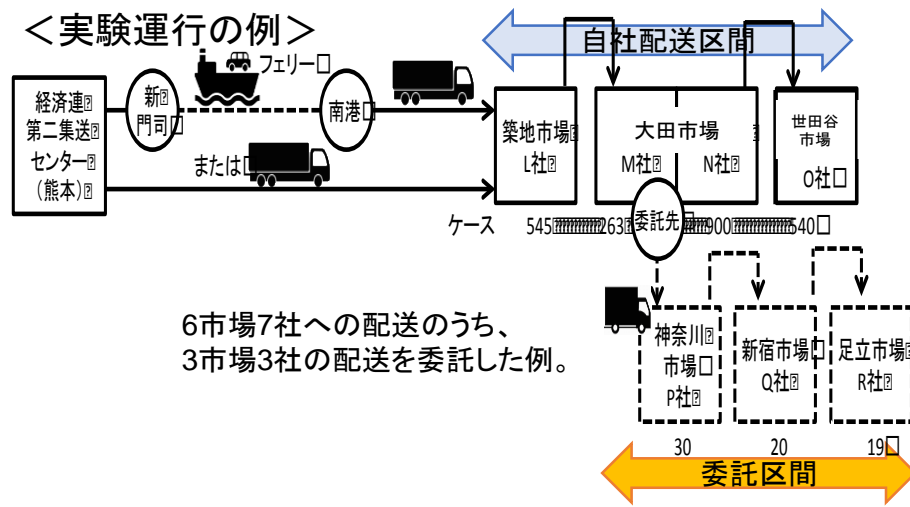 ＜実験運行の例＞
自社配送区間
フェリー
経済連
第二集送
センター
(熊本)
新
門司
南港
または
築地市場
L社
大田市場
M社
N社
世田谷
市場
O社
ケース
545
263
委託先
900
540
6市場7社への配送のうち、
3市場3社の配送を委託した例。
神奈川
市場
P社
新宿市場
Q社
足立市場
R社
30
20
19
委託区間